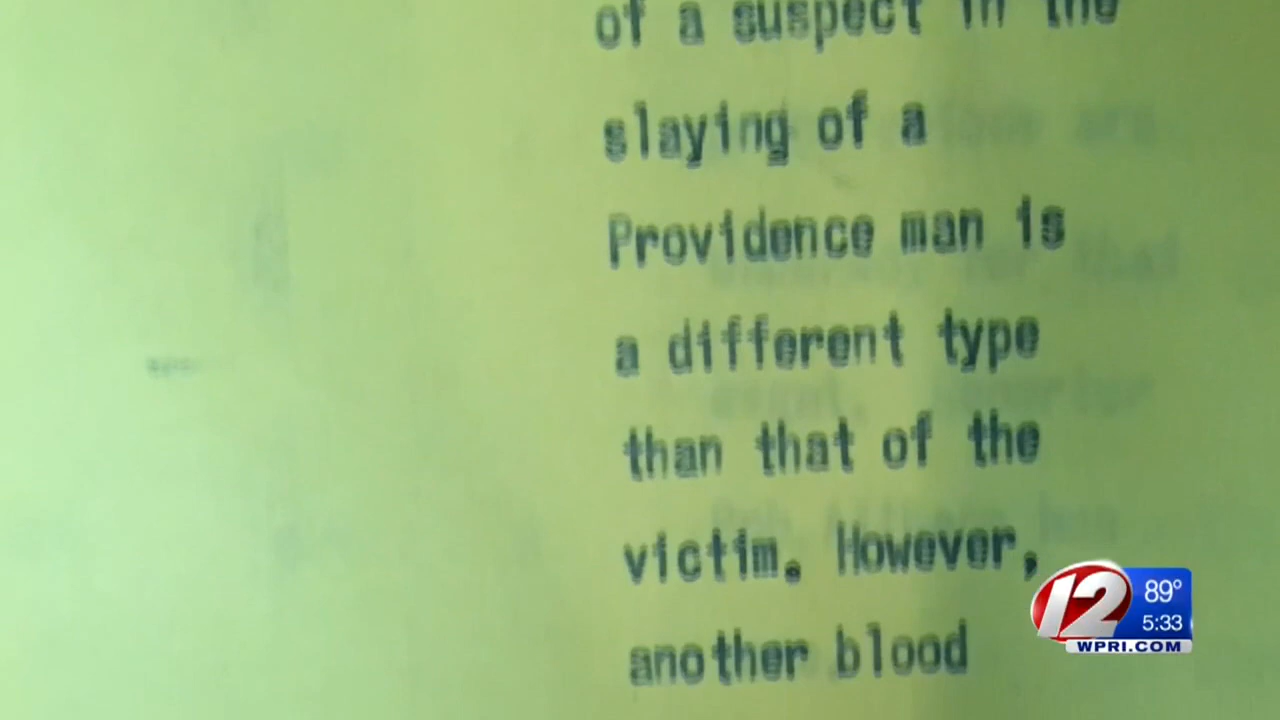 of a suspect in the
slaying of a
Providence man is
a different type
than that of the
victim. However,
another blood
12
89°
5:33
WPRI.COM